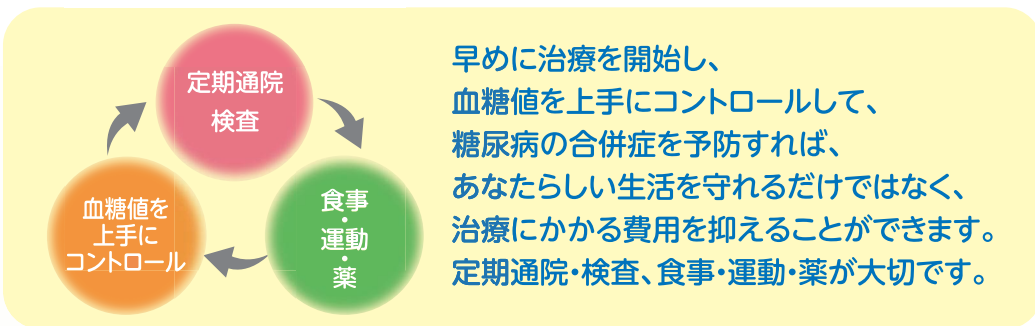 定期通院
検査
食事
・
運動
・
薬
血糖値を
上手に
コントロール
早めに治療を開始し、
血糖値を上手にコントロールして、
糖尿病の合併症を予防すれば、
あなたらしい生活を守れるだけではなく、
治療にかかる費用を抑えることができます。
定期通院・検査、食事・運動・薬が大切です。